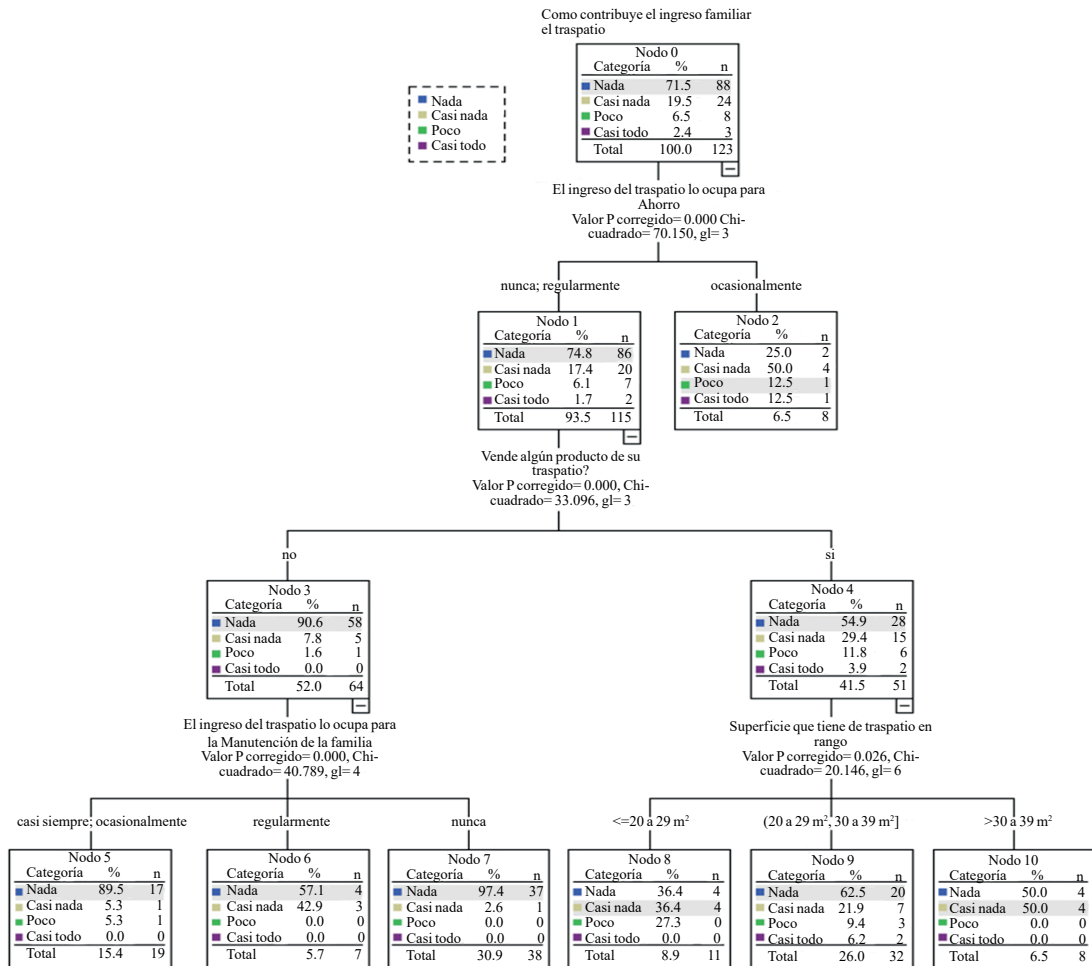 Como contribuye el ingreso familiar
el traspatio
Nodo 0
Categoría % n
Nada 71.5 88
Casi nada 19.5 24
Poco 6.5 8
Casi todo 2.4 3
Total 100.0 123
Nada
Casi nada
Poco
Casi todo
El ingreso del traspatio lo ocupa para
Ahorro
Valor P corregido= 0.000 Chi-
cuadrado= 70.150, gl= 3
nunca; regularmente
ocasionalmente
Nodo 1
Categoría % n
Nada 74.8 86
Casi nada 17.4 20
Poco 6.1 7
Casi todo 1.7 2
Total 93.5 115
Nodo 2
Categoría % n
Nada 25.0 2
Casi nada 50.0 4
Poco 12.5 1
Casi todo 12.5 1
Total 6.5 8
Vende algún producto de su
traspatio?
Valor P corregido= 0.000, Chi-
cuadrado= 33.096, gl= 3
no
si
Nodo 3
Categoría % n
Nada 90.6 58
Casi nada 7.8 5
Poco 1.6 1
Casi todo 0.0 0
Total 52.0 64
Nodo 4
Categoría % n
Nada 54.9 28
Casi nada 29.4 15
Poco 11.8 6
Casi todo 3.9 2
Total 41.5 51
El ingreso del traspatio lo ocupa para
la Manutención de la familia
Valor P corregido= 0.000, Chi-
cuadrado= 40.789, gl= 4
Superficie que tiene de traspatio en
rango
Valor P corregido= 0.026, Chi-
cuadrado= 20.146, gl= 6
casi siempre; ocasionalmente
regularmente
nunca
<=20 a 29 m²
(20 a 29 m², 30 a 39 m²]
>30 a 39 m²
Nodo 5
Categoría % n
Nada 89.5 17
Casi nada 5.3 1
Poco 5.3 1
Casi todo 0.0 0
Total 15.4 19
Nodo 6
Categoría % n
Nada 57.1 4
Casi nada 42.9 3
Poco 0.0 0
Casi todo 0.0 0
Total 5.7 7
Nodo 7
Categoría % n
Nada 97.4 37
Casi nada 2.6 1
Poco 0.0 0
Casi todo 0.0 0
Total 30.9 38
Nodo 8
Categoría % n
Nada 36.4 4
Casi nada 36.4 4
Poco 27.3 0
Casi todo 0.0 0
Total 8.9 11
Nodo 9
Categoría % n
Nada 62.5 20
Casi nada 21.9 7
Poco 9.4 3
Casi todo 6.2 2
Total 26.0 32
Nodo 10
Categoría % n
Nada 50.0 4
Casi nada 50.0 4
Poco 0.0 0
Casi todo 0.0 0
Total 6.5 8